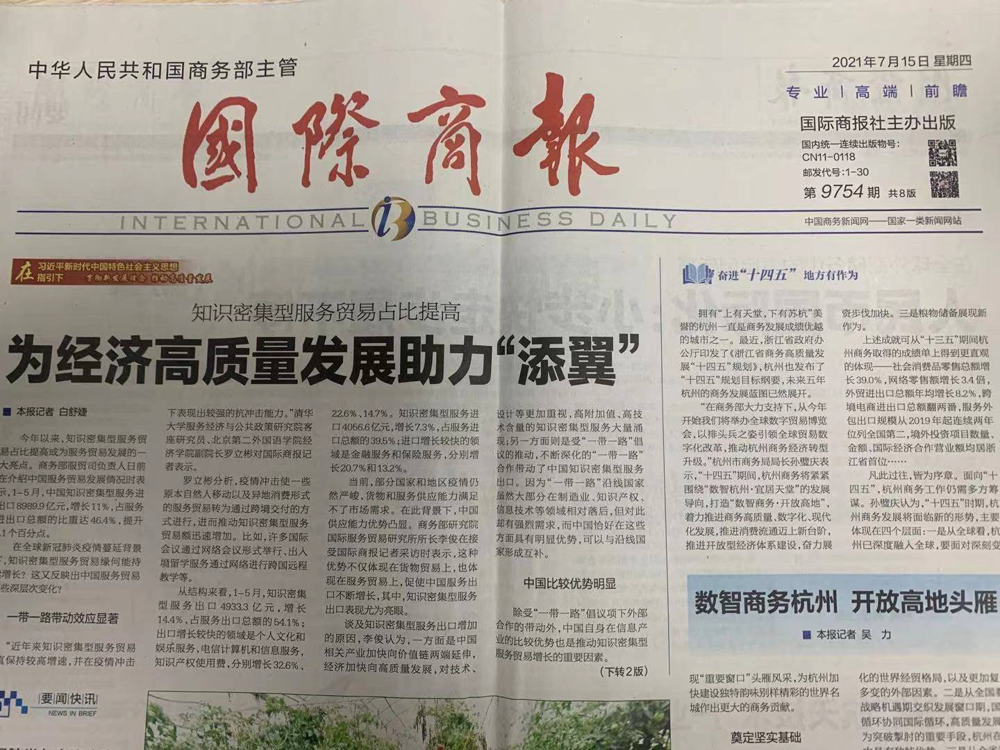 中华人民共和国商务部主管
國際商報
INTERNATIONAL BUSINESS DAILY
2021年7月15日 星期四
专业|高端|前瞻
国际商报社主办出版
国内统一连续出版物号:
CN11-0118
邮发代号:1-30
第9754期 共8版
中国商务新闻网——国家一类新闻网站
在习近平新时代中国特色社会主义思想
指引下 贯彻新发展理念 推动高质量发展
知识密集型服务贸易占比提高
为经济高质量发展助力“添翼”
■ 本报记者 白舒婕
今年以来,知识密集型服务贸
易占比提高成为服务贸易发展的一
大亮点。商务部服贸司负责人日前
在介绍中国服务贸易发展情况时表
示,1-5月,中国知识密集型服务进
出口8989.9亿元,增长11%,占服务
进出口总额的比重达46.4%,提升
.1个百分点。
在全球新冠肺炎疫情蔓延背景
下,知识密集型服务贸易缘何能持
增长?这又反映出中国服务贸易
些深层次变化?
一带一路带动效应显著
“近年来知识密集型服务贸易
直保持较高增速,并在疫情冲击
下表现出较强的抗冲击能力。”清华
大学服务经济与公共政策研究院客
座研究员、北京第二外国语学院经
济学院副院长罗立彬对国际商报记
者表示。
罗立彬分析,疫情冲击使一些
原本自然人移动以及异地消费形式
的服务贸易转为通过跨境交付的方
式进行,进而推动知识密集型服务
贸易额迅速增加。比如,许多国际
会议通过网络会议形式举行、出入
境留学服务通过网络进行跨国远程
教学等。
从结构来看,1-5月,知识密集
型服务出口4933.3亿元,增长
14.4%,占服务出口总额的54.1%;
出口增长较快的领域是个人文化和
娱乐服务,电信计算机和信息服务,
知识产权使用费,分别增长32.6%、
22.6%、14.7%。知识密集型服务进
口4056.6亿元,增长7.3%,占服务进
口总额的39.5%;进口增长较快的领
域是金融服务和保险服务,分别增
长20.7%和13.2%。
当前,部分国家和地区疫情仍
然严峻,货物和服务供应能力满足
不了市场需求。在此背景下,中国
供应能力优势凸显。商务部研究院
国际服务贸易研究所所长李俊在接
受国际商报记者采访时表示,这种
优势不仅体现在货物贸易上,也体
现在服务贸易上,促使中国服务出
口不断增长,其中,知识密集型服务
出口表现尤为亮眼。
谈及知识密集型服务出口增加
的原因,李俊认为,一方面是中国
相关产业加快向价值链两端延伸,
经济加快向高质量发展,对技术、
设计等更加重视,高附加值、高技
术含量的知识密集型服务大量涌
现;另一方面则是受“一带一路”倡
议的推动,不断深化的“一带一路”
合作带动了中国知识密集型服务
出口。因为“一带一路”沿线国家
虽然大部分在制造业、知识产权、
信息技术等领域相对落后,但对此
却有强烈需求,而中国恰好在这些
方面具有明显优势,可以与沿线国
家形成互补。
中国比较优势明显
除受“一带一路”倡议项下外部
合作的带动外,中国自身在信息产
业的比较优势也是推动知识密集型
服务贸易增长的重要因素。
(下转2版)
奋进“十四五” 地方有作为
拥有“上有天堂,下有苏杭”美
誉的杭州一直是商务发展成绩优越
的城市之一。最近,浙江省政府办
公厅印发了《浙江省商务高质量发
展“十四五”规划》,杭州也发布了
“十四五”规划目标纲要,未来五年
杭州的商务发展蓝图已然展开。
“在商务部大力支持下,从今年
开始我们将举办全球数字贸易博览
会,以排头兵之姿引领全球贸易数
字化改革,推动杭州商务经济转型
升级。”杭州市商务局局长孙璧庆表
示,“十四五”期间,杭州商务将紧紧
围绕“数智杭州·宜居天堂”的发展
导向,打造“数智商务·开放高地”,
着力推进商务高质量、数字化、现代
化发展,推进消费流通迈上新台阶,
推进开放型经济体系建设,奋力展
资步伐加快。三是粮物储备展现新
作为。
上述成就可从“十三五”期间杭
州商务取得的成绩单上得到更直观
的体现——社会消费品零售总额增
长39.0%,网络零售额增长3.4倍,
外贸进出口总额年均增长8.2%,跨
境电商进出口总额翻两番,服务外
包出口规模从2019年起连续两年
位列全国第二,境外投资项目数量、
金额、国际经济合作营业额均居浙
江省首位……
凡此过往,皆为序章。面向“十
四五”,杭州商务工作仍需多方筹
谋。孙璧庆认为,“十四五”时期,杭
州商务发展将面临新的形势,主要
体现在四个层面:一是从全球看,杭
州已深度融入全球,要面对深刻变
数智商务杭州 开放高地头雁
■ 本报记者 吴 力
现“重要窗口”头雁风采,为杭州加
快建设独特韵味别样精彩的世界名
城作出更大的商务贡献。
奠定坚实基础
化的世界经贸格局,以及更加复
多变的外部因素。二是从全国看
战略机遇期交织发展窗口期,国
循环协同国际循环,高质量发展
为突破掣肘的重要手段,杭州在
要闻快讯
NEWS IN BRIEF